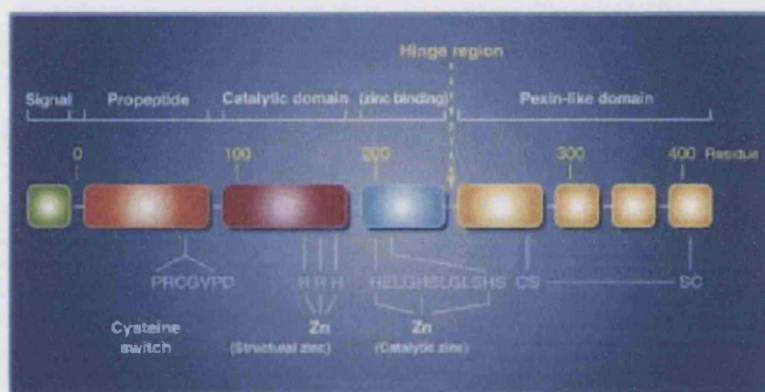 Hinge region
Signal Propeptide Catalytic domain (zinc binding) Pexin-like domain
0 100 200 300 400 Residue
PRCGVPD H H H HELGHSLGLSHS CS SC
Cysteine switch
Zn (Structural zinc)
Zn (Catalytic zinc)